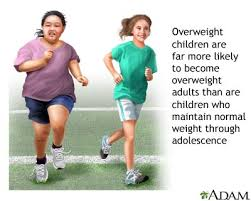 Overweight
children are
far more likely
to become
overweight
adults than are
children who
maintain normal
weight through
adolescence
ADAM.